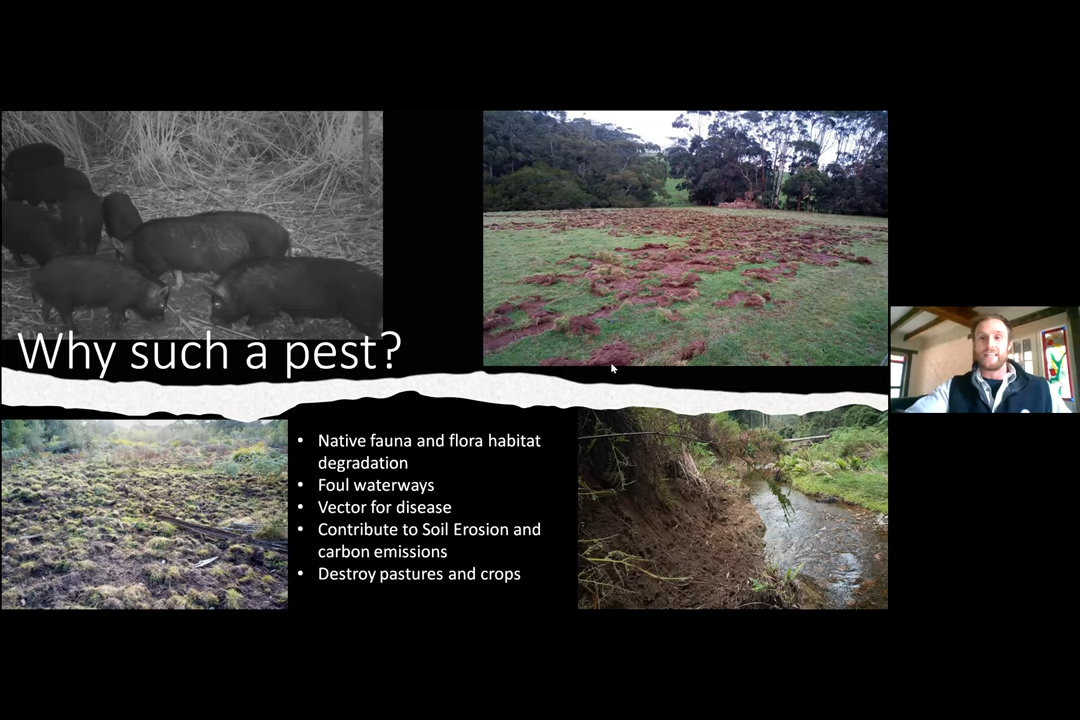 Why such a pest?
• Native fauna and flora habitat
degradation
• Foul waterways
• Vector for disease
• Contribute to Soil Erosion and
carbon emissions
• Destroy pastures and crops